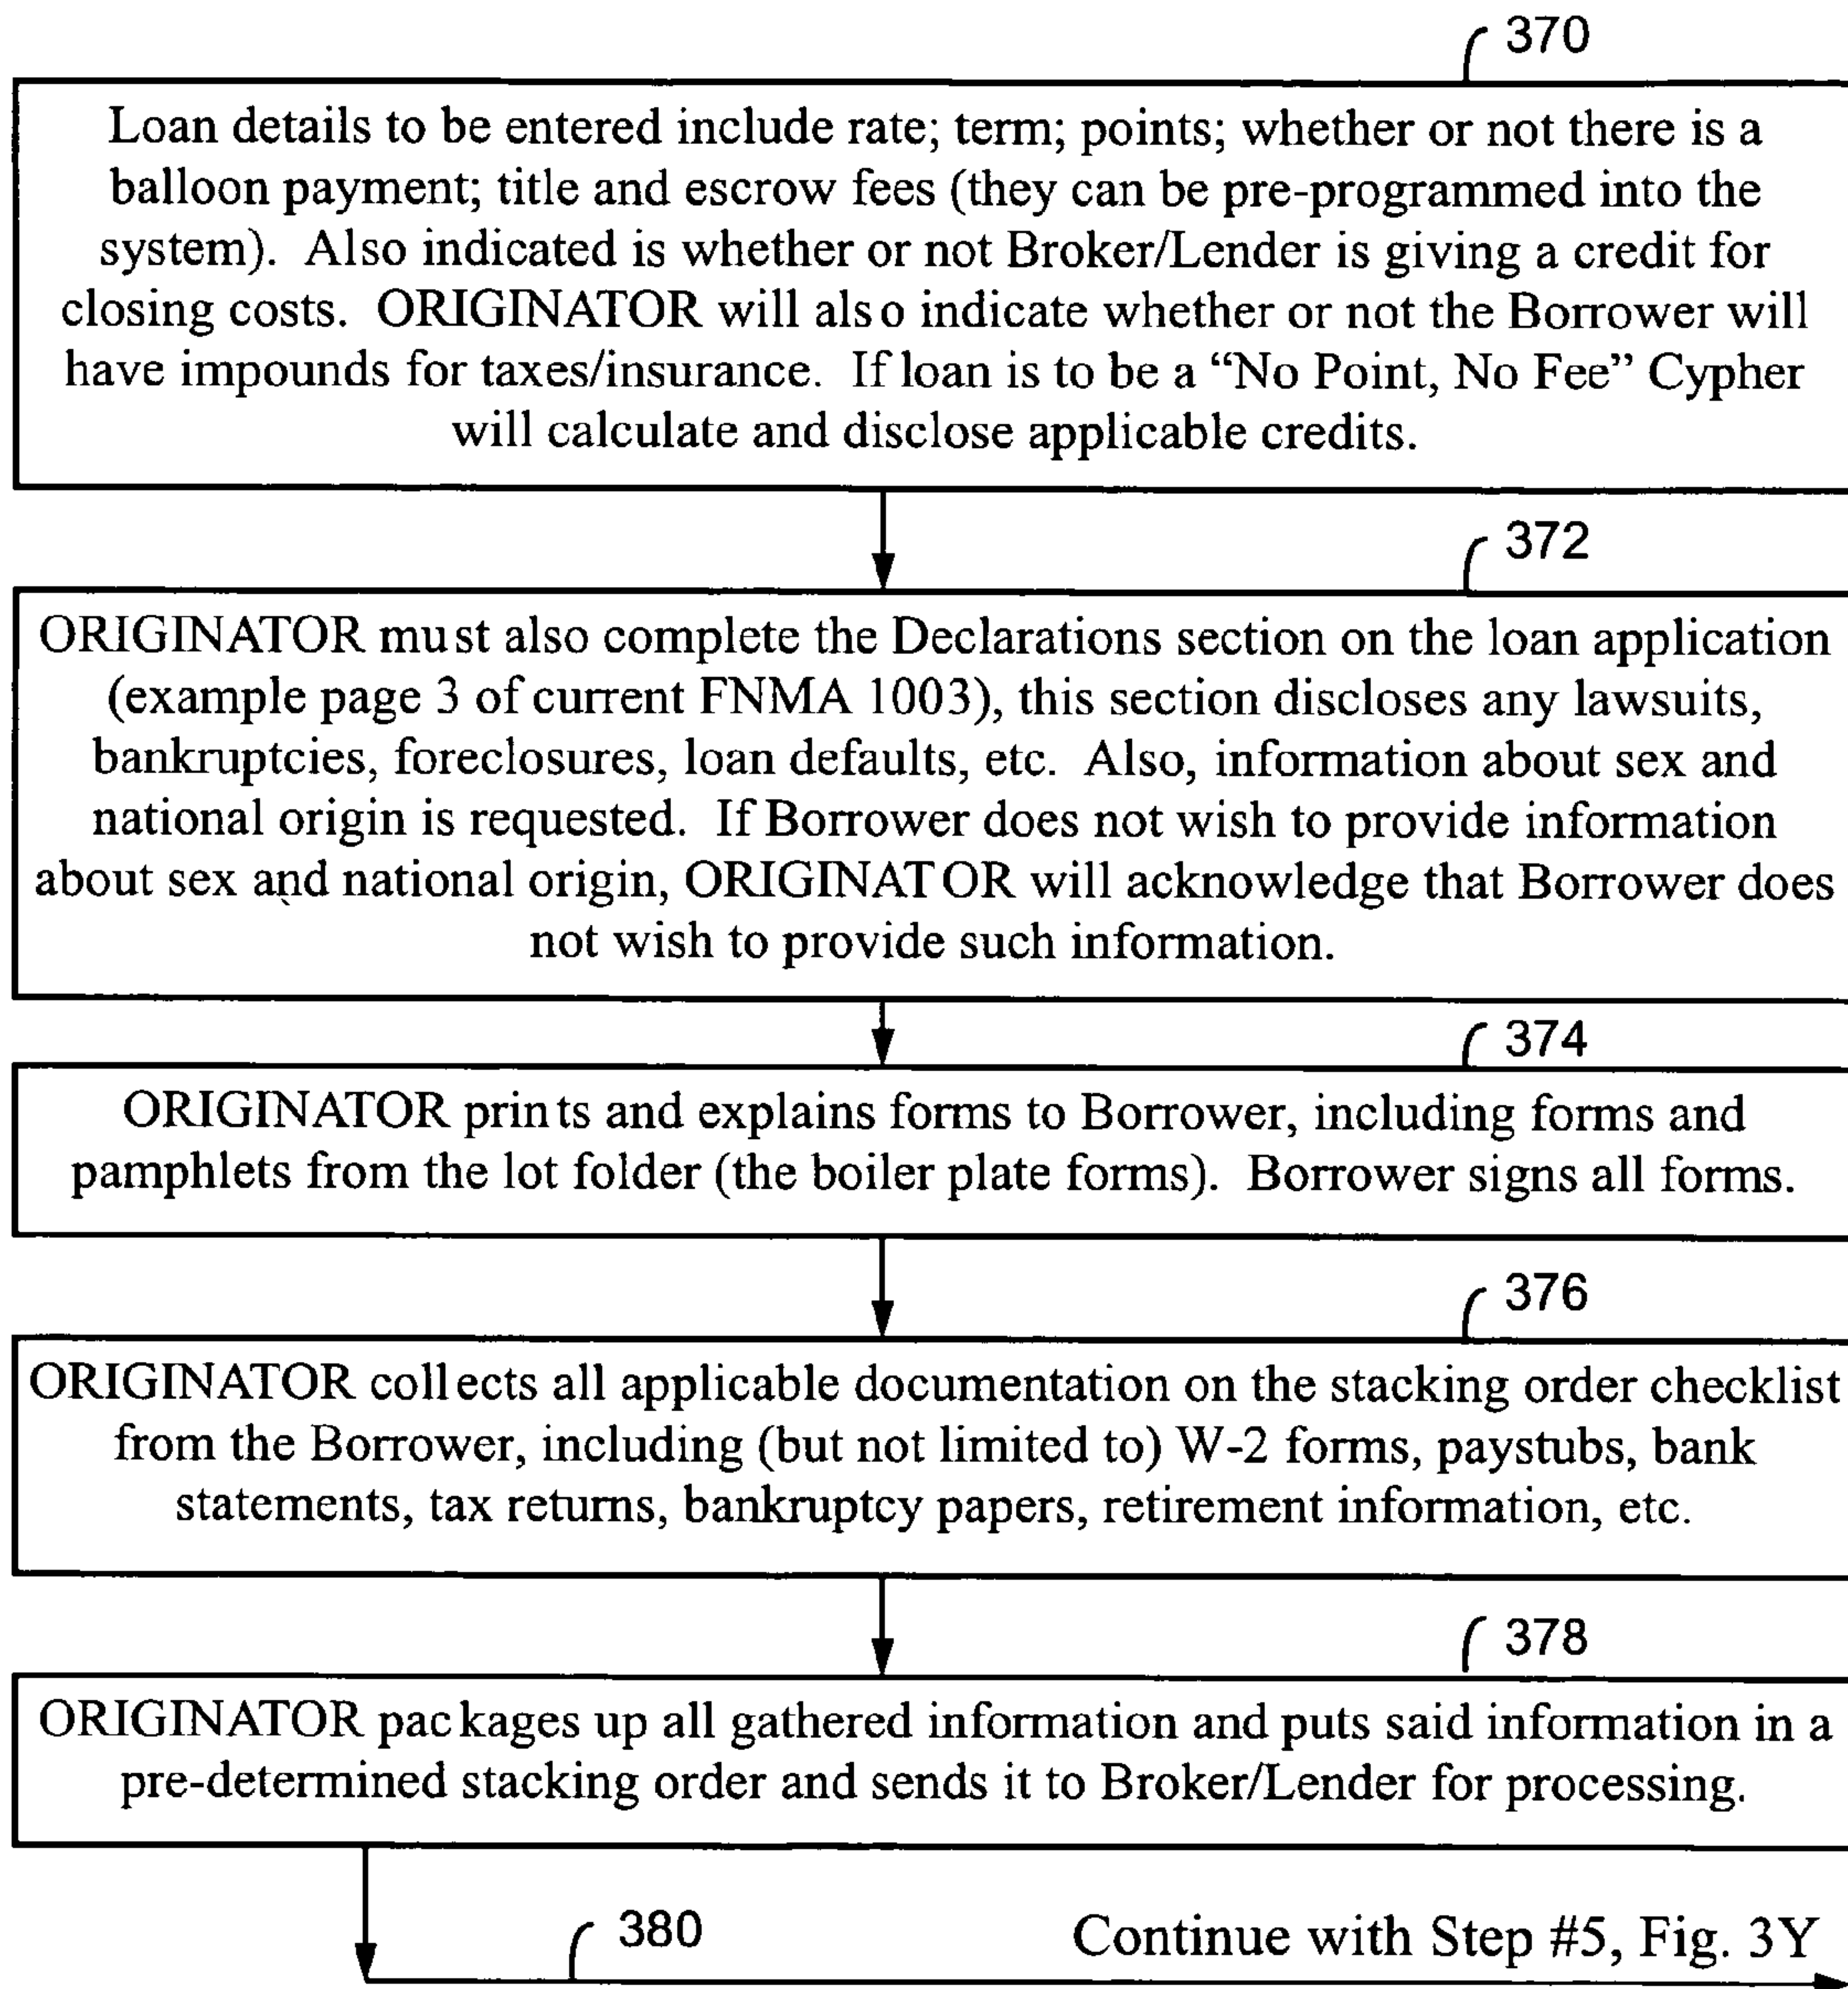 370
Loan details to be entered include rate; term; points; whether or not there is a
balloon payment; title and escrow fees (they can be pre-programmed into the
system).  Also indicated is whether or not Broker/Lender is giving a credit for
closing costs.  ORIGINATOR will also indicate whether or not the Borrower will
have impounds for taxes/insurance.  If loan is to be a “No Point, No Fee” Cypher
will calculate and disclose applicable credits.
372
ORIGINATOR must also complete the Declarations section on the loan application
(example page 3 of current FNMA 1003), this section discloses any lawsuits,
bankruptcies, foreclosures, loan defaults, etc.  Also, information about sex and
national origin is requested.  If Borrower does not wish to provide information
about sex and national origin, ORIGINATOR will acknowledge that Borrower does
not wish to provide such information.
374
ORIGINATOR prints and explains forms to Borrower, including forms and
pamphlets from the lot folder (the boiler plate forms).  Borrower signs all forms.
376
ORIGINATOR collects all applicable documentation on the stacking order checklist
from the Borrower, including (but not limited to) W-2 forms, paystubs, bank
statements, tax returns, bankruptcy papers, retirement information, etc.
378
ORIGINATOR packages up all gathered information and puts said information in a
pre-determined stacking order and sends it to Broker/Lender for processing.
380
Continue with Step #5, Fig. 3Y